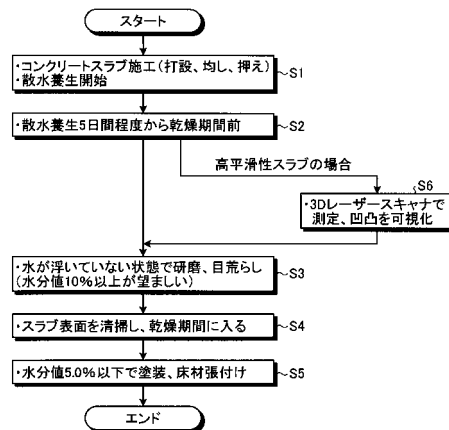 スタート
・コンクリートスラブ施工(打設、均し、押え)
・散水養生開始
S1
・散水養生5日間程度から乾燥期間前
S2
高平滑性スラブの場合
S6
・3Dレーザースキャナで
測定、凹凸を可視化
・水が浮いていない状態で研磨、目荒らし
(水分値10%以上が望ましい)
S3
・スラブ表面を清掃し、乾燥期間に入る
S4
・水分値5.0%以下で塗装、床材張付け
S5
エンド